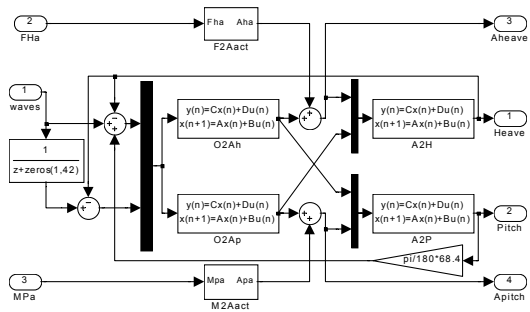 2
FHa
Fha Aha
F2Aact
3
Aheave
1
waves
y(n)=Cx(n)+Du(n)
x(n+1)=Ax(n)+Bu(n)
O2Ah
y(n)=Cx(n)+Du(n)
x(n+1)=Ax(n)+Bu(n)
A2H
1
Heave
1
z+zeros(1,42)
y(n)=Cx(n)+Du(n)
x(n+1)=Ax(n)+Bu(n)
O2Ap
y(n)=Cx(n)+Du(n)
x(n+1)=Ax(n)+Bu(n)
A2P
2
Pitch
pi/180*68.4
3
MPa
Mpa Apa
M2Aact
4
Apitch